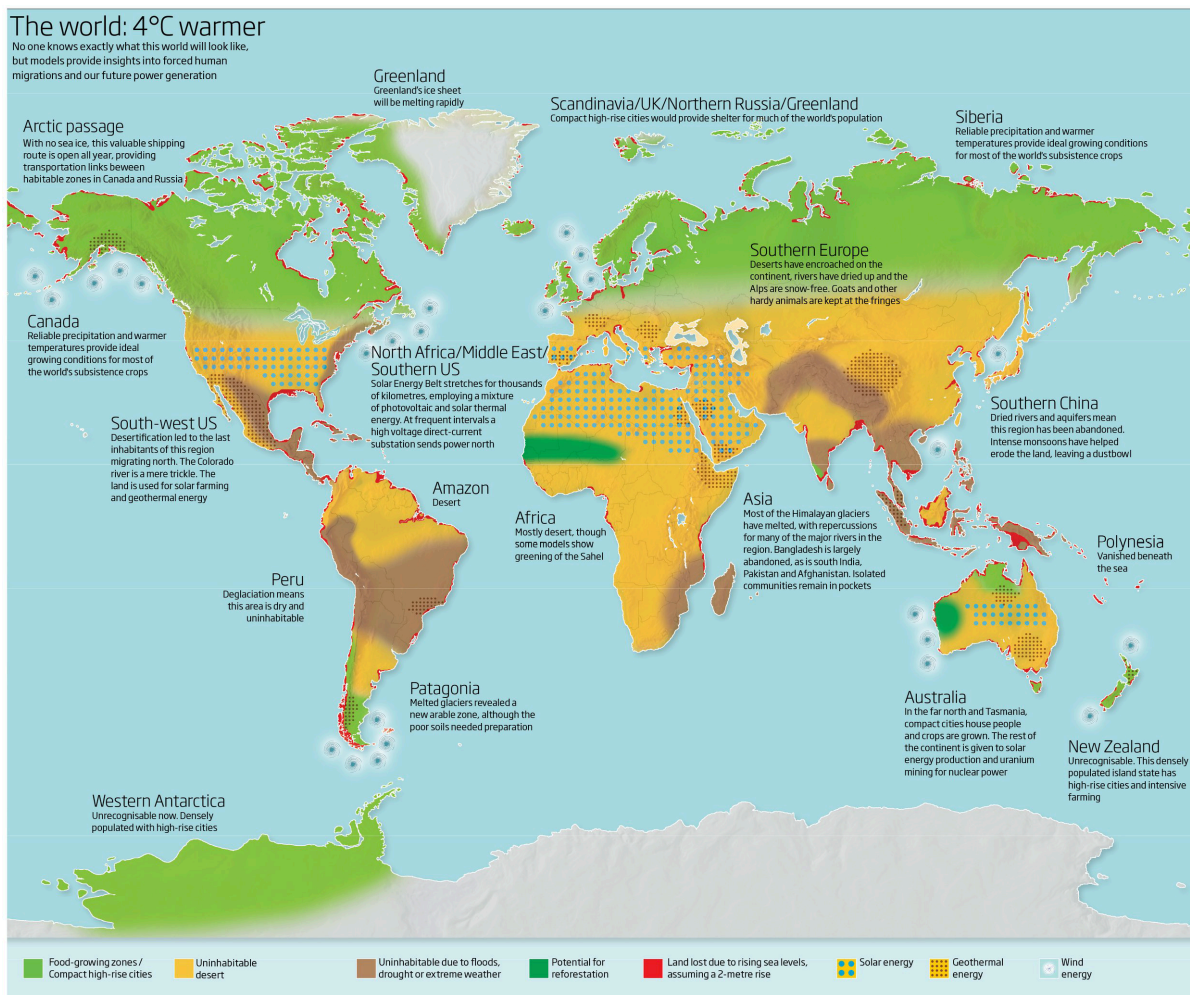 The world: 4°C warmer
No one knows exactly what this world will look like,
but models provide insights into forced human
migrations and our future power generation
Greenland
Greenland's ice sheet
will be melting rapidly
Scandinavia/UK/Northern Russia/Greenland
Compact high-rise cities would provide shelter for much of the world's population
Siberia
Reliable precipitation and warmer
temperatures provide ideal growing conditions
for most of the world's subsistence crops
Arctic passage
With no sea ice, this valuable shipping
route is open all year, providing
transportation links beween
habitable zones in Canada and Russia
Southern Europe
Deserts have encroached on the
continent, rivers have dried up and the
Alps are snow-free. Goats and other
hardy animals are kept at the fringes
Canada
Reliable precipitation and warmer
temperatures provide ideal
growing conditions for most of
the world's subsistence crops
North Africa/Middle East/
Southern US
Solar Energy Belt stretches for thousands
of kilometres, employing a mixture
of photovoltaic and solar thermal
energy. At frequent intervals a
high voltage direct-current
substation sends power north
South-west US
Desertification led to the last
inhabitants of this region
migrating north. The Colorado
river is a mere trickle. The
land is used for solar farming
and geothermal energy
Southern China
Dried rivers and aquifers mean
this region has been abandoned.
Intense monsoons have helped
erode the land, leaving a dustbowl
Amazon
Desert
Africa
Mostly desert, though
some models show
greening of the Sahel
Asia
Most of the Himalayan glaciers
have melted, with repercussions
for many of the major rivers in the
region. Bangladesh is largely
abandoned, as is south India,
Pakistan and Afghanistan. Isolated
communities remain in pockets
Polynesia
Vanished beneath
the sea
Peru
Deglaciation means
this area is dry and
uninhabitable
Patagonia
Melted glaciers revealed a
new arable zone, although the
poor soils needed preparation
Australia
In the far north and Tasmania,
compact cities house people
and crops are grown. The rest of
the continent is given to solar
energy production and uranium
mining for nuclear power
New Zealand
Unrecognisable. This densely
populated island state has
high-rise cities and intensive
farming
Western Antarctica
Unrecognisable now. Densely
populated with high-rise cities
Food-growing zones /
Compact high-rise cities
Uninhabitable
desert
Uninhabitable due to floods,
drought or extreme weather
Potential for
reforestation
Land lost due to rising sea levels,
assuming a 2-metre rise
Solar energy
Geothermal
energy
Wind
energy